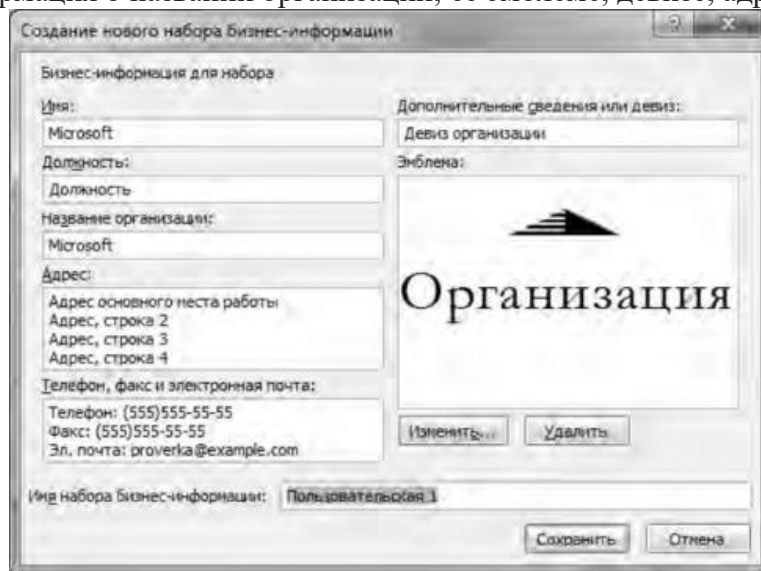 Создание нового набора бизнес-информации
Бизнес-информация для набора
Имя:
Microsoft
Должность:
Должность
Название организации:
Microsoft
Адрес:
Адрес основного места работы
Адрес, строка 2
Адрес, строка 3
Адрес, строка 4
Телефон, факс и электронная почта:
Телефон: (555)555-55-55
Факс: (555)555-55-55
Эл. почта: proverka@example.com
Дополнительные сведения или девиз:
Девиз организации
Эмблема:
Организация
Изменить... Удалить
Имя набора бизнес-информации: Пользовательская 1
Сохранить Отмена